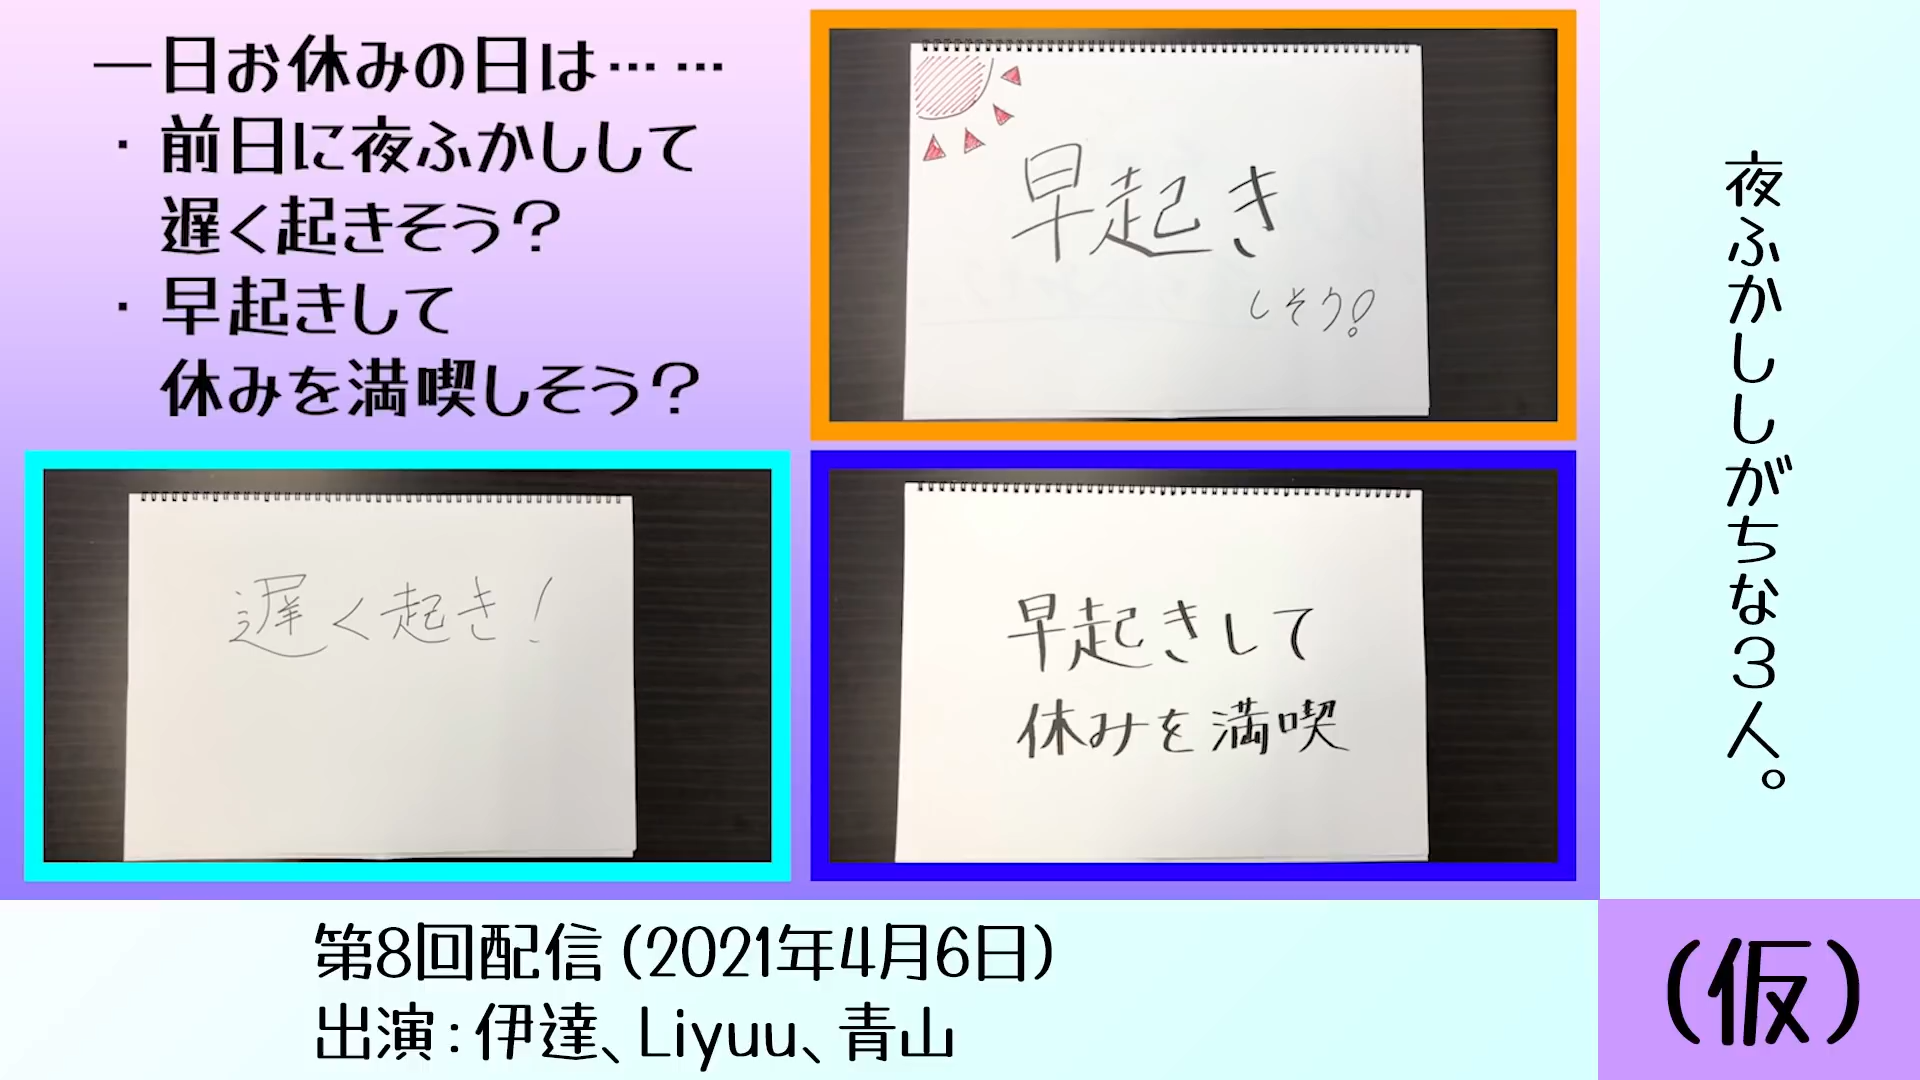 一日お休みの日は……
・前日に夜ふかしして
遅く起きそう？
・早起きして
休みを満喫しそう？
早起き
しそう!
遅く起き!
早起きして
休みを満喫
夜ふかししがちな3人。
第8回配信(2021年4月6日)
出演:伊達、Liyuu、青山
(仮)